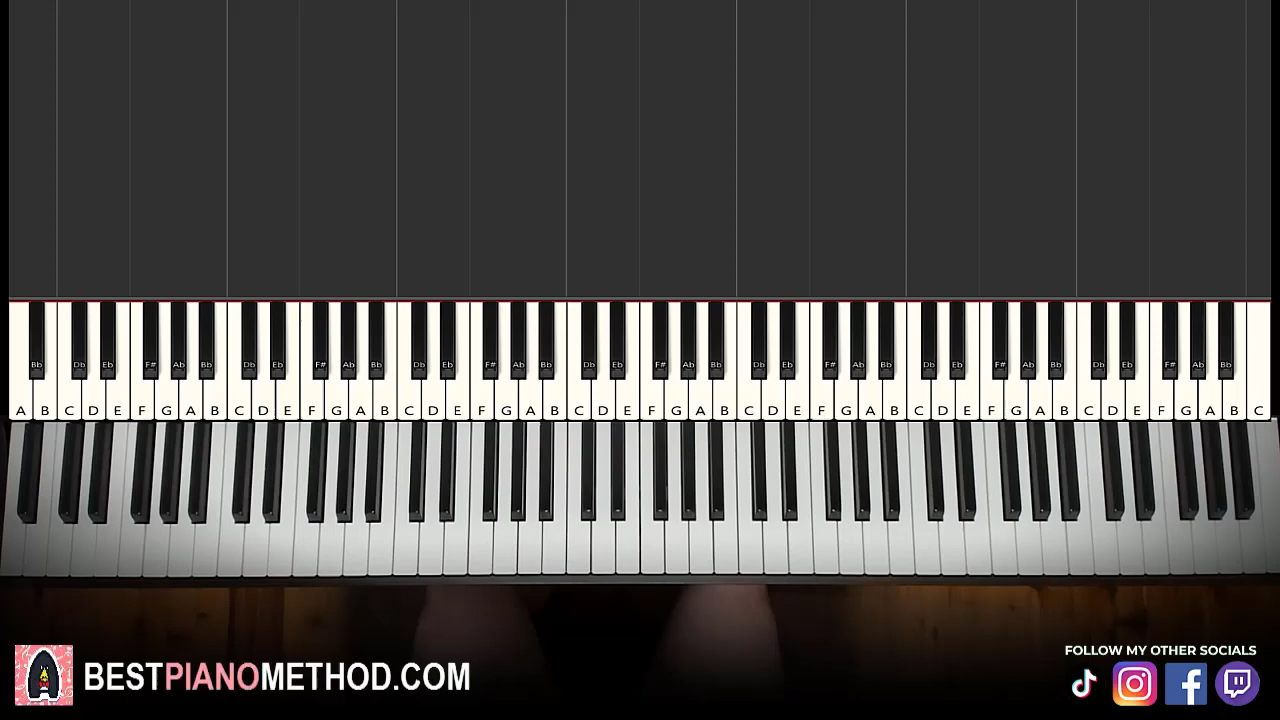 Bb Db Eb F# Ab Bb Db Eb F# Ab Bb Db Eb F# Ab Bb Db Eb F# Ab Bb Db Eb F# Ab Bb Db Eb F# Ab Bb Db Eb F# Ab Bb
A B C D E F G A B C D E F G A B C D E F G A B C D E F G A B C D E F G A B C D E F G A B C D E F G A B C
FOLLOW MY OTHER SOCIALS
BESTPIANOMETHOD.COM